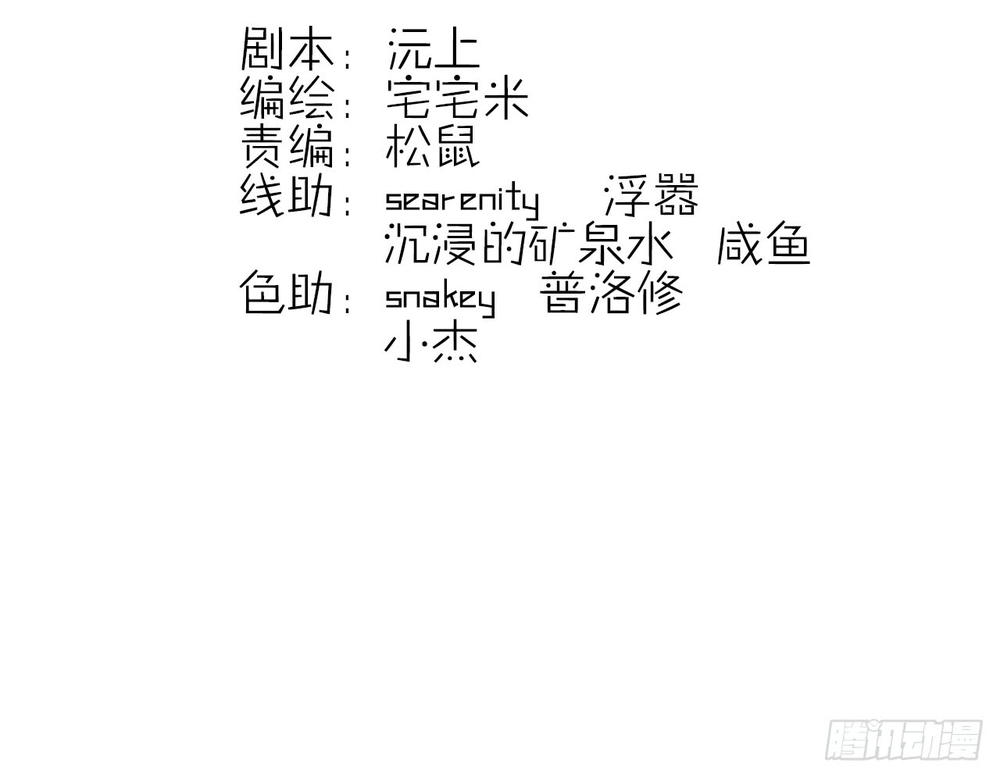 剧本: 沅上
编绘: 宅宅米
责编: 松鼠
线助: searenity 浮嚣
沉浸的矿泉水 咸鱼
色助: snakey 普洛修
小杰
腾讯动漫